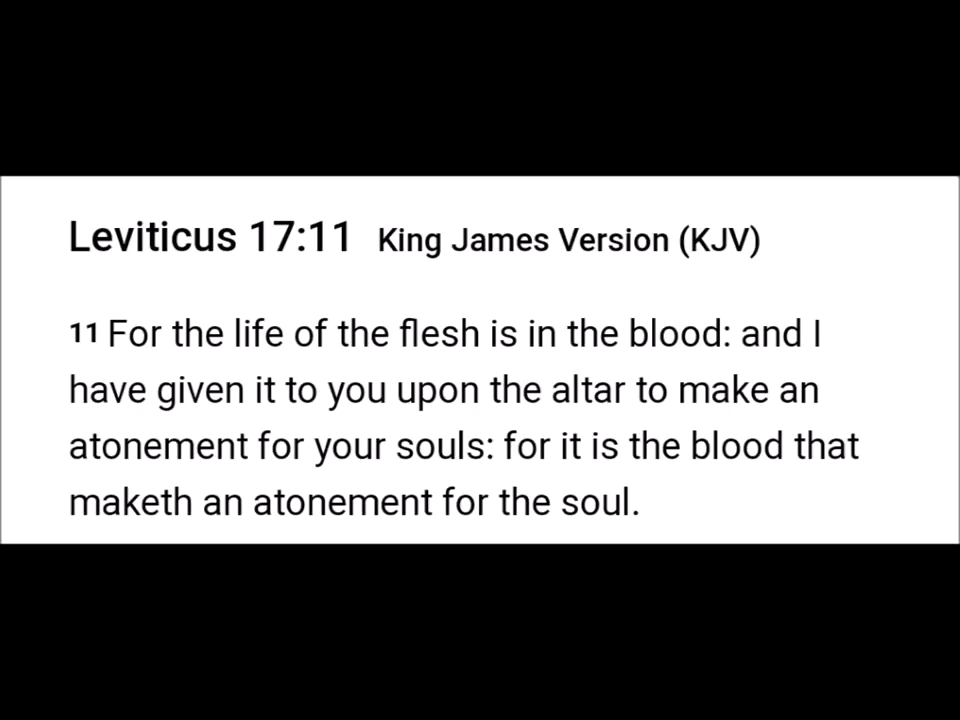 Leviticus 17:11 King James Version (KJV)
11 For the life of the flesh is in the blood: and I
have given it to you upon the altar to make an
atonement for your souls: for it is the blood that
maketh an atonement for the soul.